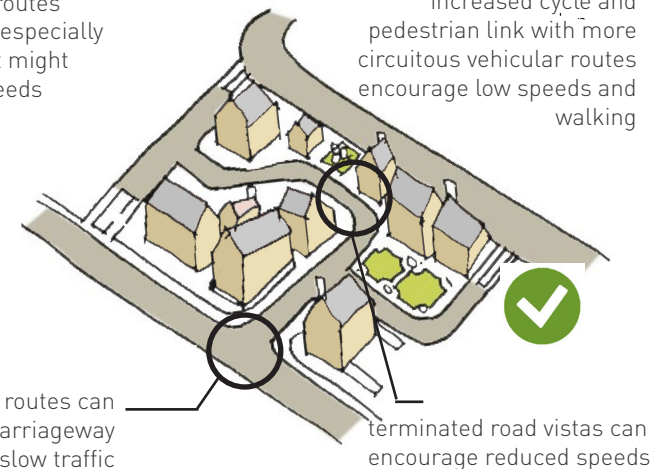 routes
especially
might
eeds
increased cycle and
pedestrian link with more
circuitous vehicular routes
encourage low speeds and
walking
routes can
arriageway
slow traffic
terminated road vistas can
encourage reduced speeds